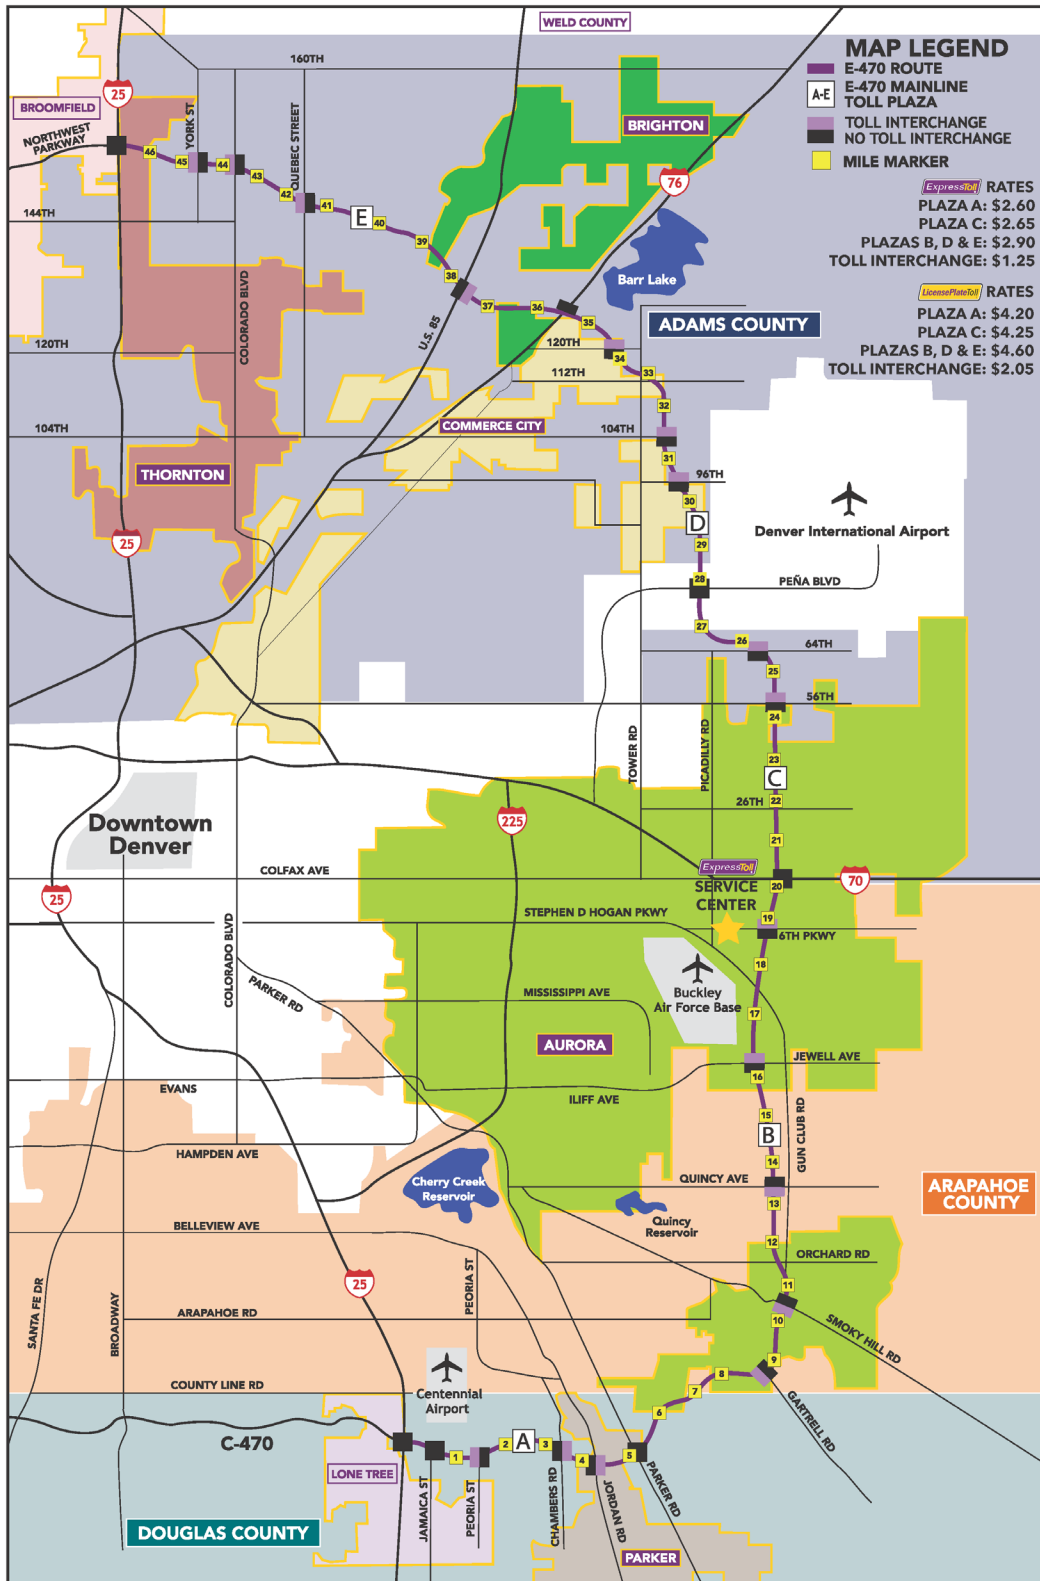 WELD COUNTY
MAP LEGEND
E-470 ROUTE
A-E
E-470 MAINLINE
TOLL PLAZA
TOLL INTERCHANGE
NO TOLL INTERCHANGE
MILE MARKER
ExpressToll RATES
PLAZA A: $2.60
PLAZA C: $2.65
PLAZAS B, D & E: $2.90
TOLL INTERCHANGE: $1.25
LicensePlateToll RATES
PLAZA A: $4.20
PLAZA C: $4.25
PLAZAS B, D & E: $4.60
TOLL INTERCHANGE: $2.05
160TH
25
BROOMFIELD
NORTHWEST
PARKWAY
YORK ST
QUEBEC STREET
BRIGHTON
76
46
45
44
43
42
41
E
40
39
38
37
36
35
34
33
32
31
30
D
29
28
27
26
25
24
23
C
22
21
20
19
18
17
16
15
B
14
13
12
11
10
9
8
7
6
5
4
3
A
2
1
144TH
Barr Lake
ADAMS COUNTY
COLORADO BLVD
U.S. 85
120TH
120TH
112TH
104TH
COMMERCE CITY
104TH
THORNTON
96TH
25
Denver International Airport
PEÑA BLVD
64TH
56TH
TOWER RD
PICADILLY RD
26TH
Downtown
Denver
225
COLFAX AVE
ExpressToll
SERVICE
CENTER
70
25
STEPHEN D HOGAN PKWY
6TH PKWY
COLORADO BLVD
PARKER RD
MISSISSIPPI AVE
Buckley
Air Force Base
AURORA
JEWELL AVE
EVANS
ILIFF AVE
GUN CLUB RD
HAMPDEN AVE
Cherry Creek
Reservoir
QUINCY AVE
ARAPAHOE
COUNTY
Quincy
Reservoir
BELLEVIEW AVE
ORCHARD RD
SANTA FE DR
BROADWAY
25
PEORIA ST
ARAPAHOE RD
SMOKY HILL RD
COUNTY LINE RD
Centennial
Airport
GARTRELL RD
C-470
LONE TREE
JAMAICA ST
PEORIA ST
CHAMBERS RD
JORDAN RD
PARKER RD
DOUGLAS COUNTY
PARKER